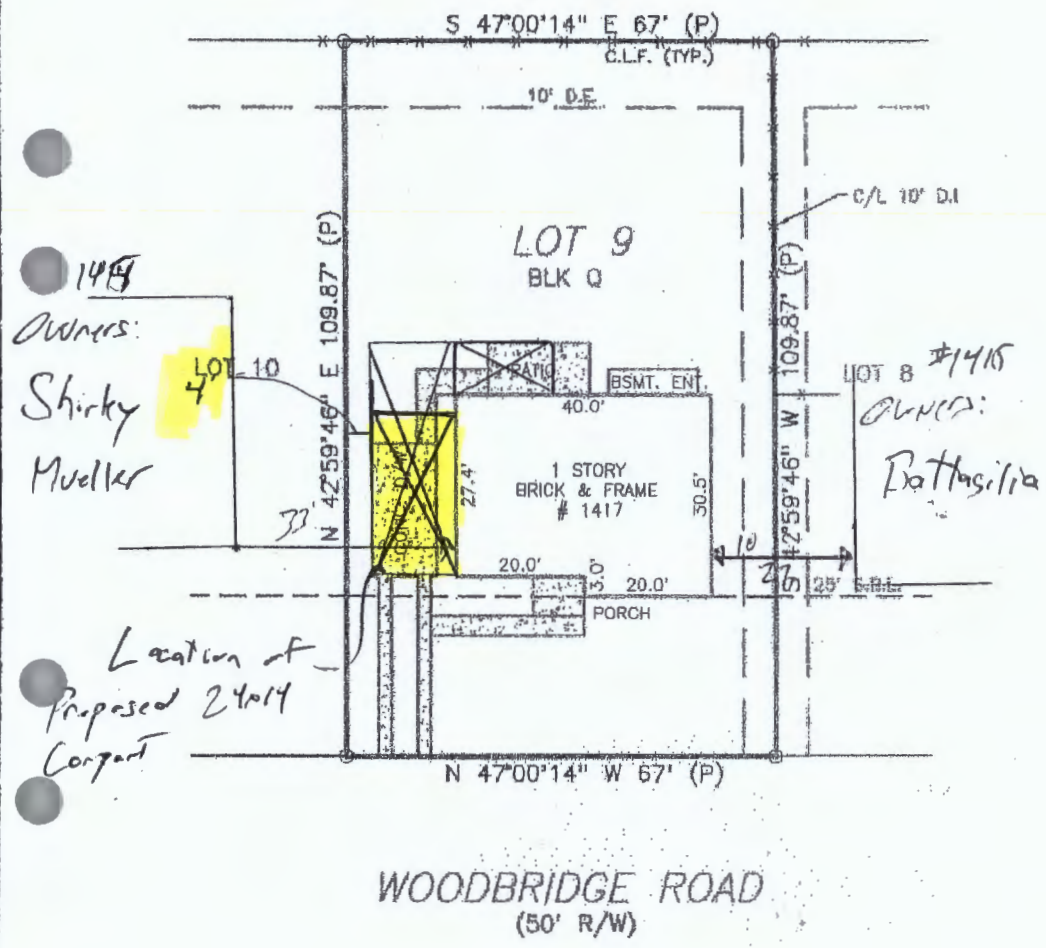 S 47°00'14" E 67' (P)
C.L.F. (TYP.)
10' D.E.
C/L 10' D.I
LOT 9
BLK Q
N 42°59'46" E 109.87' (P)
S 42°59'46" W 109.87' (P)
Owners:
Shirky
Mueller
LOT 10
4'
33'
LOT 8 #1415
Owners:
PATIO
BSMT. ENT.
40.0'
27.4'
1 STORY
BRICK & FRAME
# 1417
30.5'
CONC. D/W
10
20.0'
3.0'
20.0'
25' S.R.L.
PORCH
Location of
Proposed 24x14
Carport
N 47°00'14" W 67' (P)
WOODBRIDGE ROAD
(50' R/W)